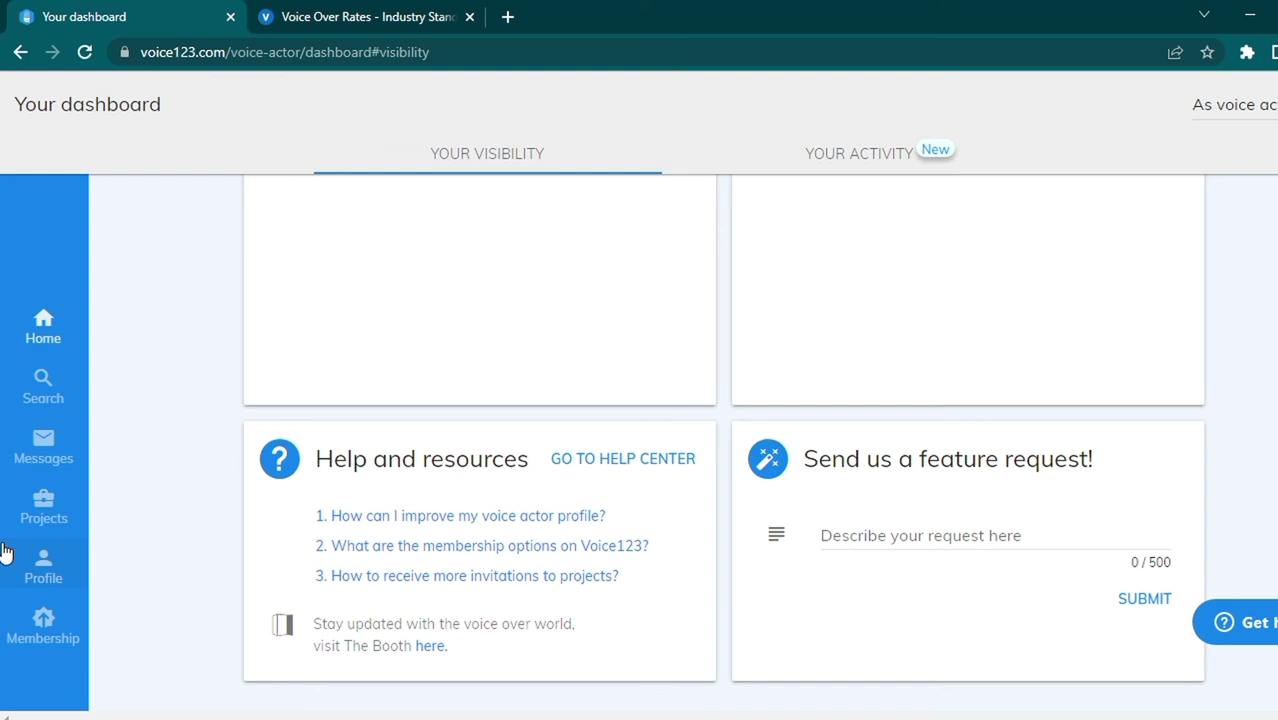 Your dashboard
Voice Over Rates - Industry Stand
voice123.com/voice-actor/dashboard#visibility
Your dashboard
As voice ac
YOUR VISIBILITY
YOUR ACTIVITY New
Home
Search
Messages
Projects
Profile
Membership
Help and resources GO TO HELP CENTER
1. How can I improve my voice actor profile?
2. What are the membership options on Voice123?
3. How to receive more invitations to projects?
Stay updated with the voice over world,
visit The Booth here.
Send us a feature request!
Describe your request here
0 / 500
SUBMIT
Get h